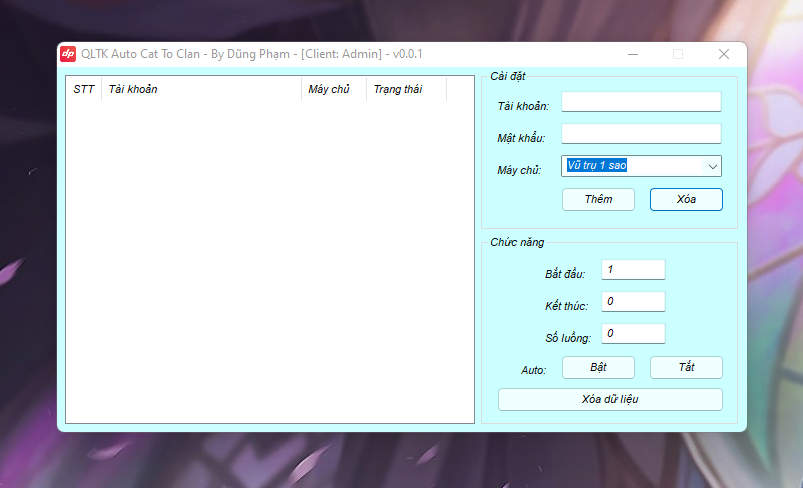 dp QLTK Auto Cat To Clan - By Dũng Phạm - [Client: Admin] - v0.0.1
STT Tài khoản Máy chủ Trạng thái
Cài đặt
Tài khoản:
Mật khẩu:
Máy chủ: Vũ trụ 1 sao
Thêm Xóa
Chức năng
Bắt đầu: 1
Kết thúc: 0
Số luồng: 0
Auto: Bật Tắt
Xóa dữ liệu